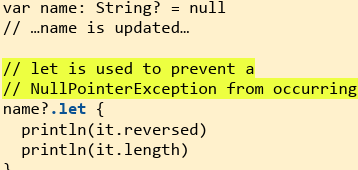 var name: String? = null
// …name is updated…
// let is used to prevent a
// NullPointerException from occurring
name?.let {
println(it.reversed)
println(it.length)
}